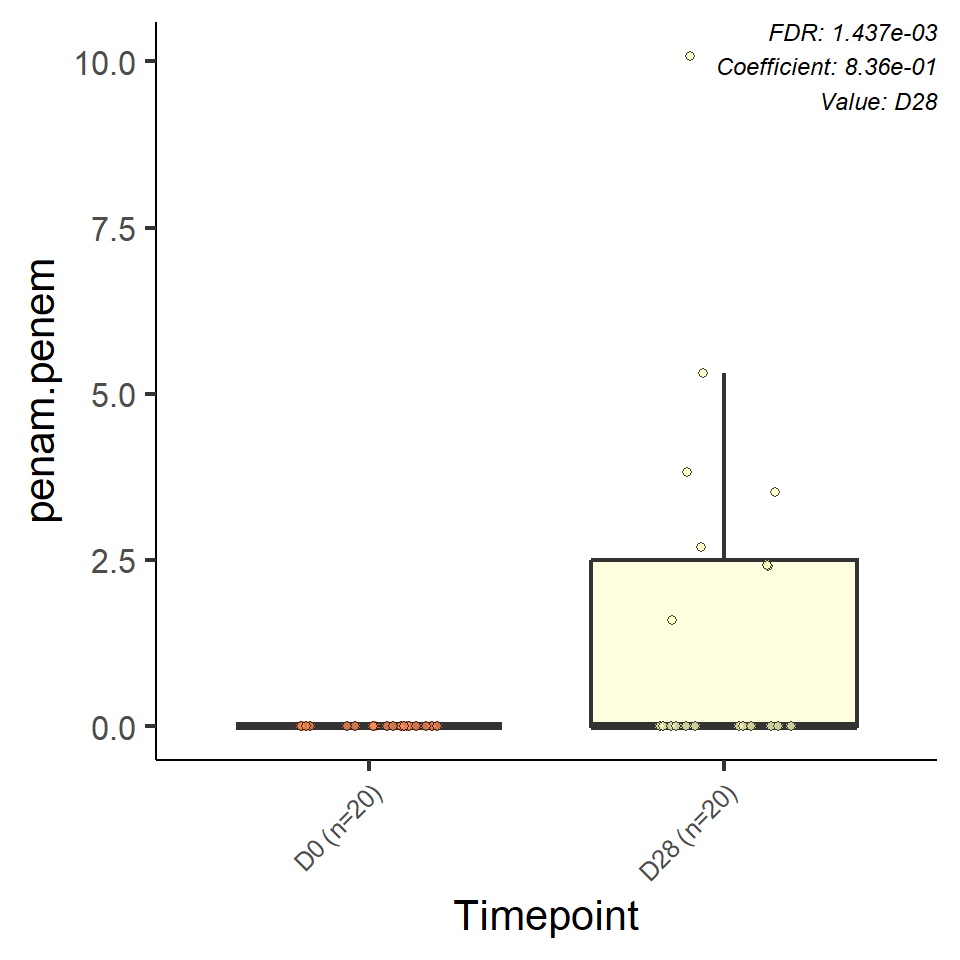 FDR: 1.437e-03
Coefficient: 8.36e-01
Value: D28
10.0
7.5
5.0
2.5
0.0
penam.penem
D0 (n=20)
D28 (n=20)
Timepoint